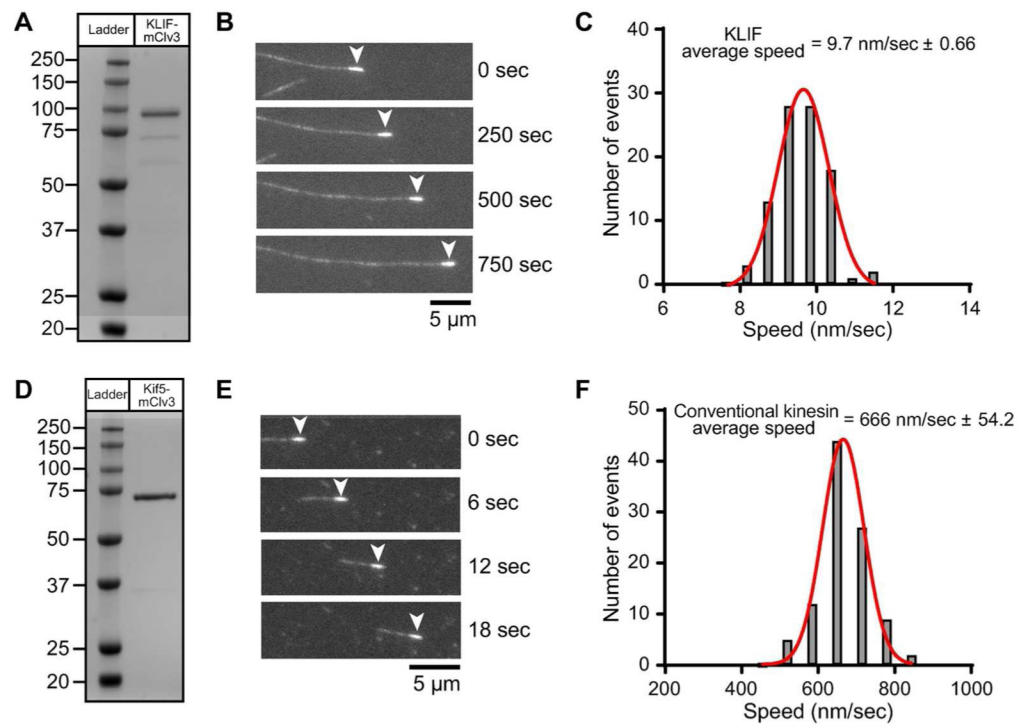 A
Ladder
KLIF-
mClv3
250
150
100
75
50
37
25
20
B
0 sec
250 sec
500 sec
750 sec
5 μm
C
KLIF
average speed = 9.7 nm/sec ± 0.66
Number of events
40
30
20
10
0
6 8 10 12 14
Speed (nm/sec)
D
Ladder
Kif5-
mClv3
250
150
100
75
50
37
25
20
E
0 sec
6 sec
12 sec
18 sec
5 μm
F
Conventional kinesin
average speed = 666 nm/sec ± 54.2
Number of events
50
40
30
20
10
0
200 400 600 800 1000
Speed (nm/sec)